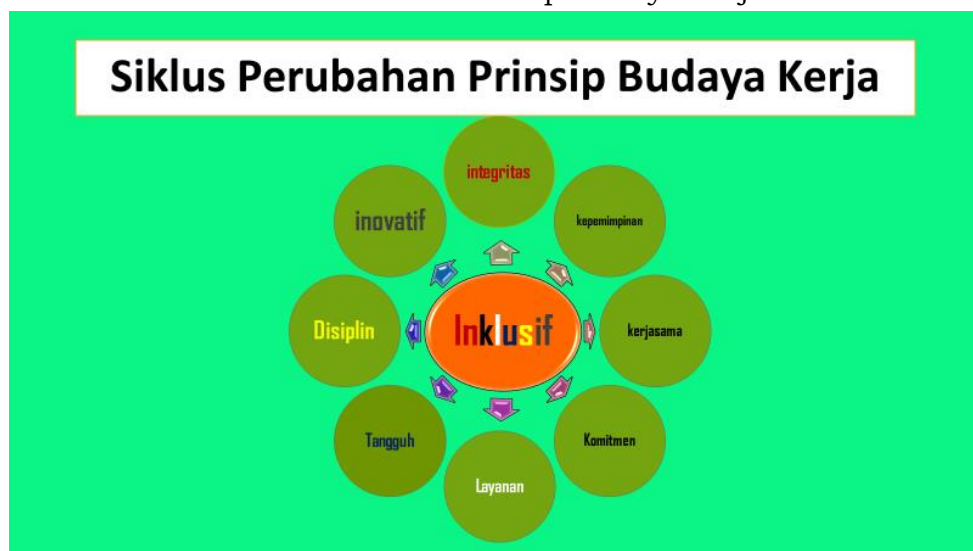 Siklus Perubahan Prinsip Budaya Kerja
integritas
kepemimpinan
kerjasama
Komitmen
Layanan
Tangguh
Disiplin
inovatif
Inklusif